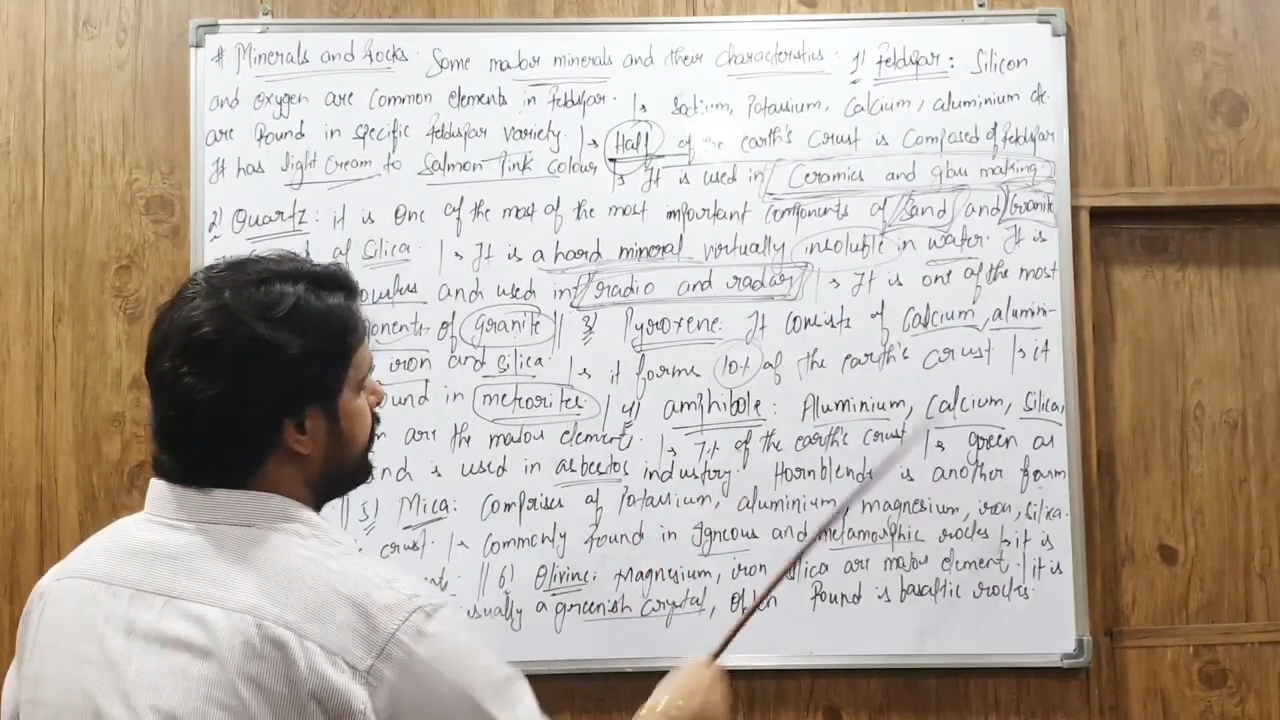 # Minerals and Rocks. Some major minerals and their characteristics: 1) Feldspar: Silicon
and oxygen are common elements in feldspar. |→ Sodium, Potassium, Calcium, aluminium etc.
are found in specific feldspar variety. |→ Half of the earth's crust is composed of feldspar
It has light cream to Salmon Pink colour |→ It is used in Ceramics and glass making.
2) Quartz: it is one of the most of the most important components of Sand and Granite
of Silica. |→ It is a hard mineral virtually insoluble in water. It is
and used in radio and radar |→ It is one of the most
of granite || 3) Pyroxene: It consists of Calcium, alumin-
iron and silica. |→ it forms 10% of the earth's crust |→ it
in meteorites. | 4) amphibole: Aluminium, Calcium, Silica,
are the major element. |→ 7% of the earth's crust |→ green or
is used in asbestos industry. Hornblende is another form
|| 5) Mica: Comprises of Potassium, aluminium, magnesium, iron, silica.
crust. |→ Commonly found in Igneous and metamorphic rocks |→ it is
|| 6) Olivine: Magnesium, iron silica are major element. | it is
usually a greenish crystal, often found is basaltic rocks.